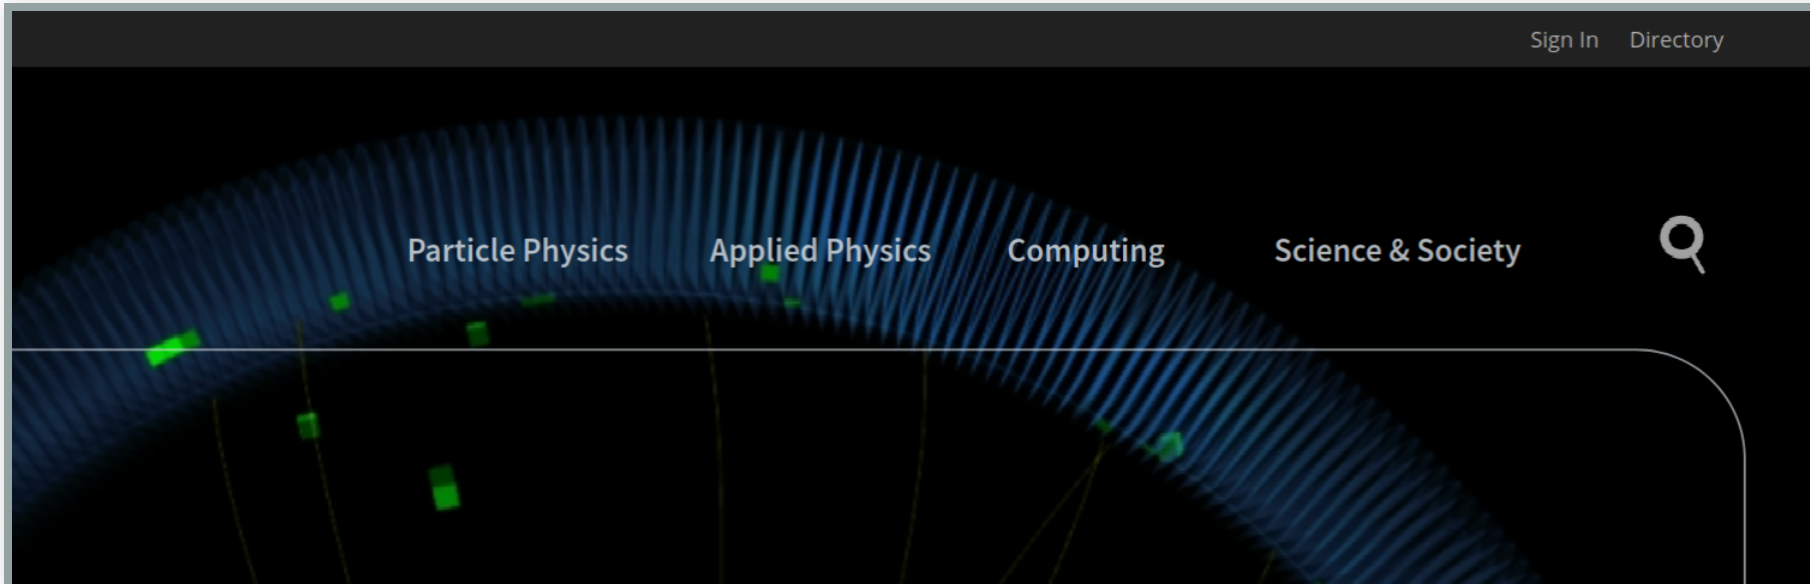 Sign In Directory
Particle Physics Applied Physics Computing Science & Society